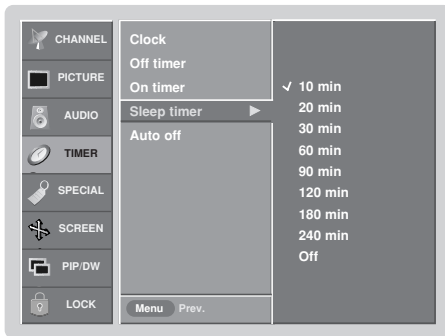 CHANNEL
PICTURE
AUDIO
TIMER
SPECIAL
SCREEN
PIP/DW
LOCK
Clock
Off timer
On timer
Sleep timer ▶
Auto off
Menu Prev.
✓ 10 min
20 min
30 min
60 min
90 min
120 min
180 min
240 min
Off